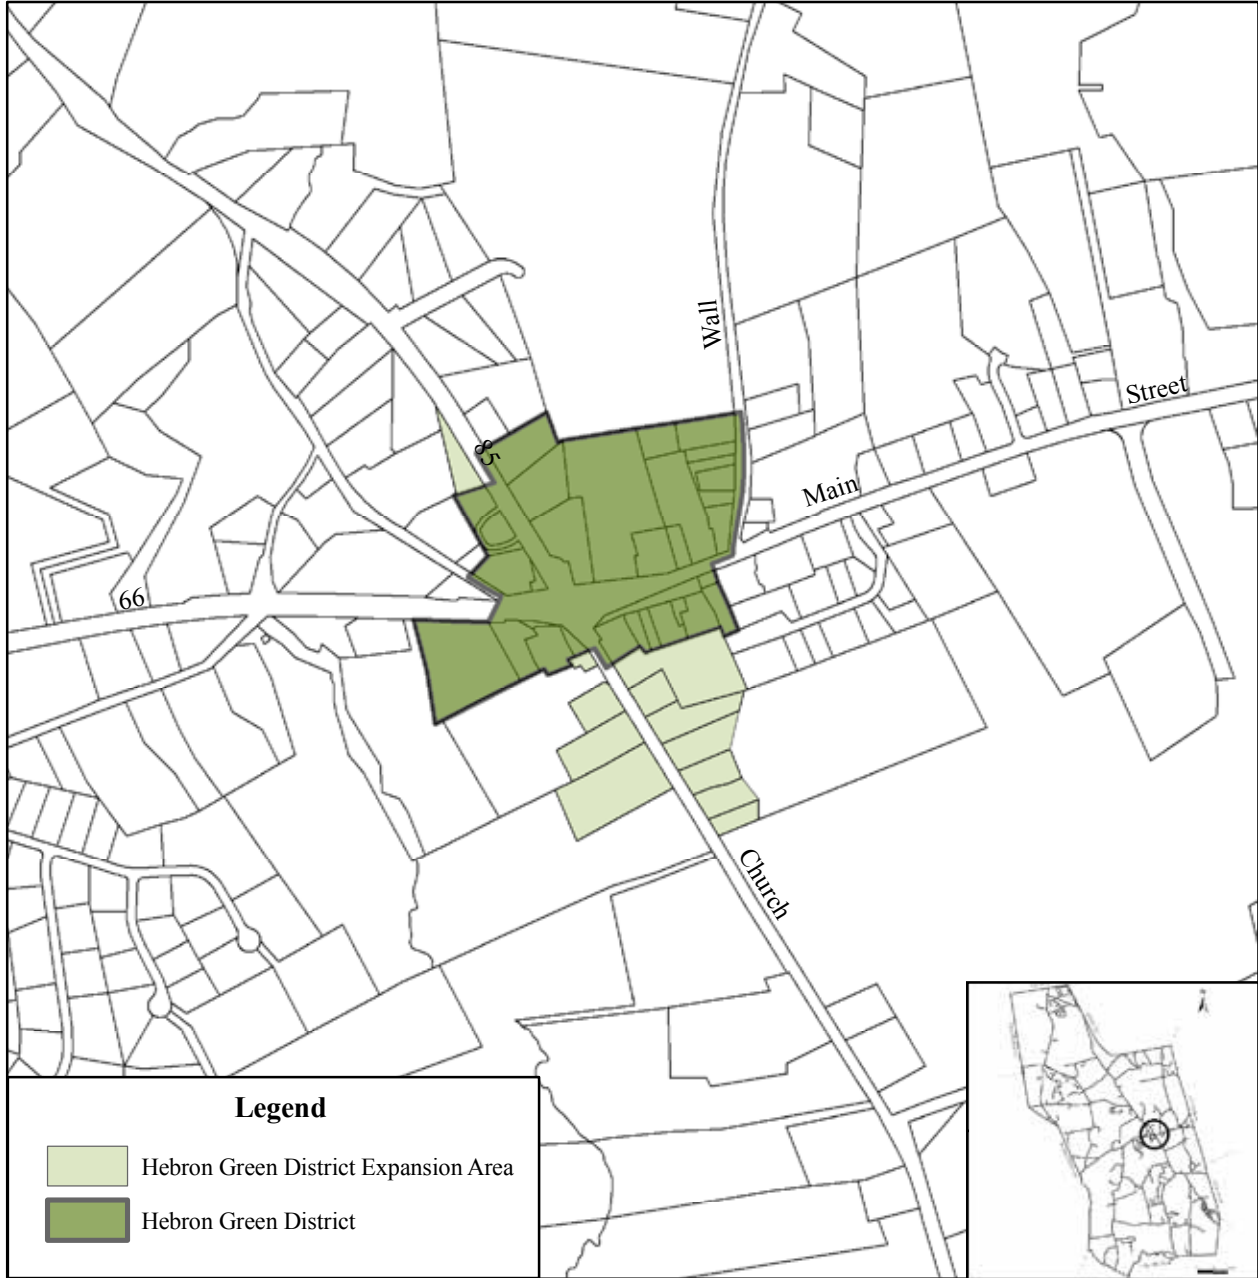 Wall
Street
85
Main
66
Church
Legend
Hebron Green District Expansion Area
Hebron Green District